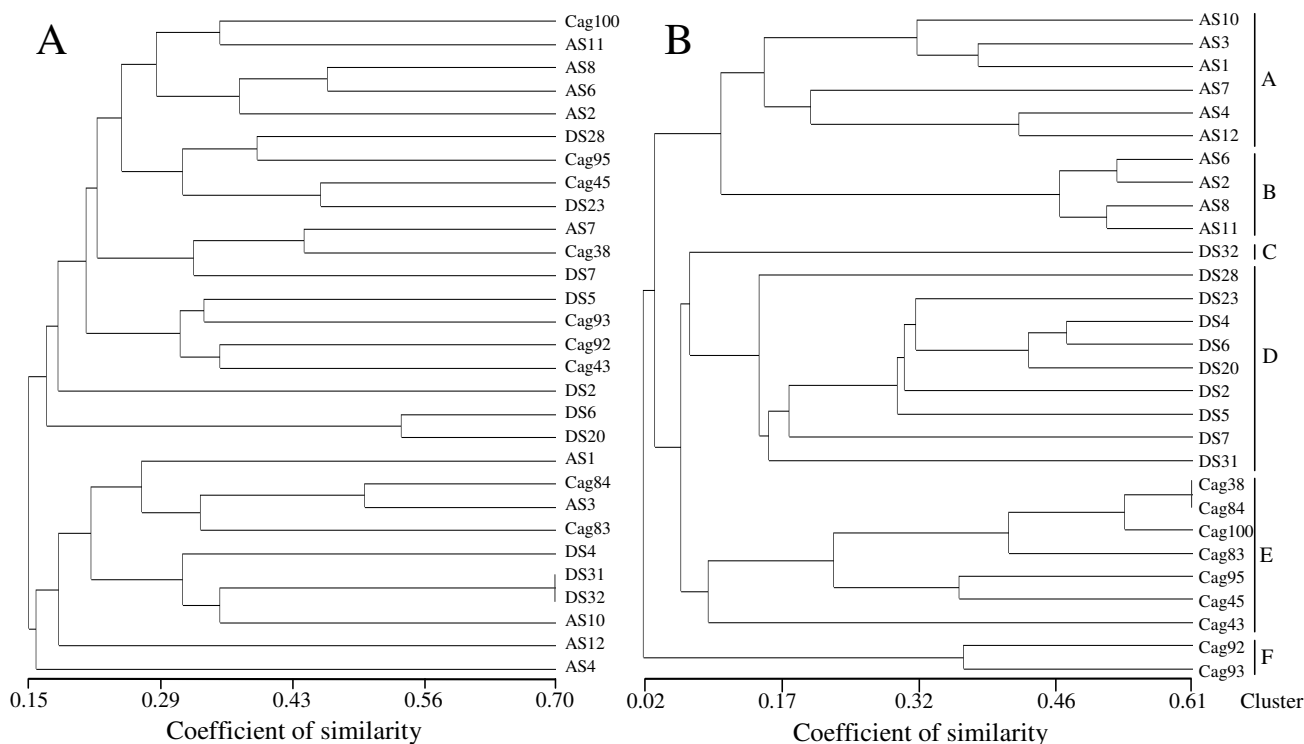 A
Cag100
AS11
AS8
AS6
AS2
DS28
Cag95
Cag45
DS23
AS7
Cag38
DS7
DS5
Cag93
Cag92
Cag43
DS2
DS6
DS20
AS1
Cag84
AS3
Cag83
DS4
DS31
DS32
AS10
AS12
AS4
0.15 0.29 0.43 0.56 0.70
Coefficient of similarity
B
AS10
AS3
AS1
AS7
AS4
AS12
AS6
AS2
AS8
AS11
DS32
DS28
DS23
DS4
DS6
DS20
DS2
DS5
DS7
DS31
Cag38
Cag84
Cag100
Cag83
Cag95
Cag45
Cag43
Cag92
Cag93
A
B
C
D
E
F
0.02 0.17 0.32 0.46 0.61 Cluster
Coefficient of similarity